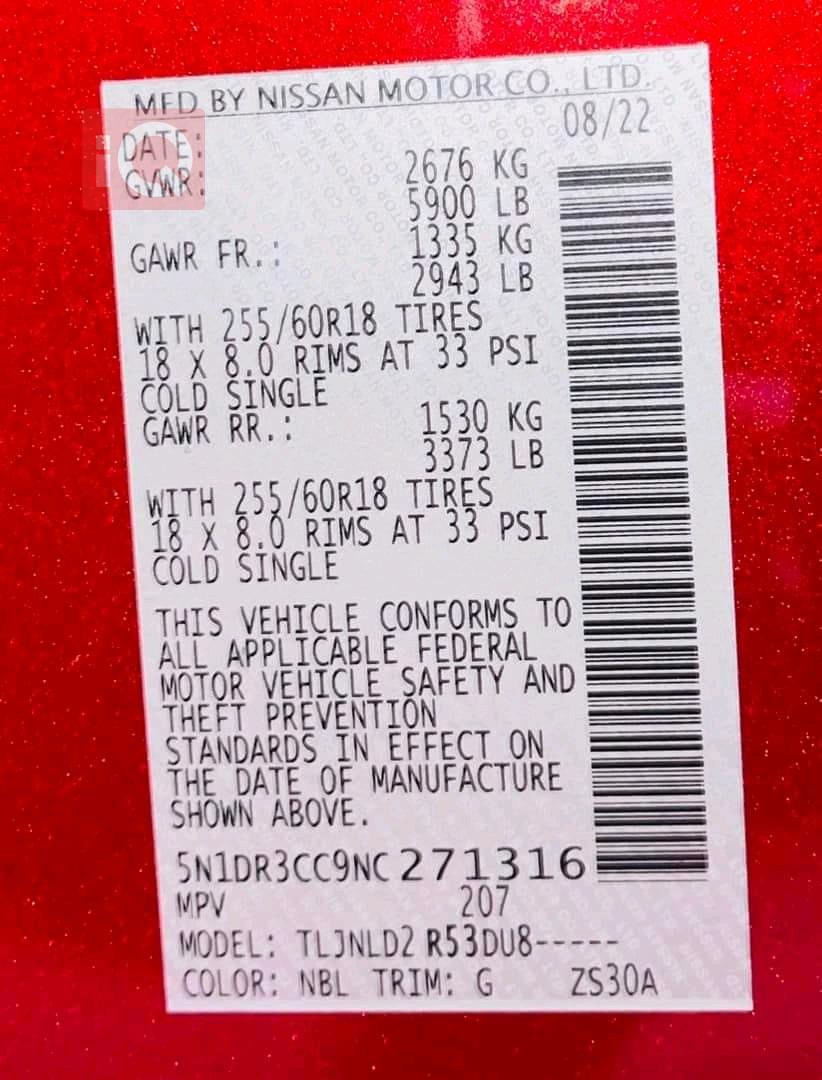 MFD BY NISSAN MOTOR CO., LTD.
DATE: 08/22
GVWR: 2676 KG
5900 LB
GAWR FR.: 1335 KG
2943 LB
WITH 255/60R18 TIRES
18 X 8.0 RIMS AT 33 PSI
COLD SINGLE
GAWR RR.: 1530 KG
3373 LB
WITH 255/60R18 TIRES
18 X 8.0 RIMS AT 33 PSI
COLD SINGLE
THIS VEHICLE CONFORMS TO
ALL APPLICABLE FEDERAL
MOTOR VEHICLE SAFETY AND
THEFT PREVENTION
STANDARDS IN EFFECT ON
THE DATE OF MANUFACTURE
SHOWN ABOVE.
5N1DR3CC9NC271316
MPV 207
MODEL: TLJNLD2 R53DU8-----
COLOR: NBL TRIM: G ZS30A